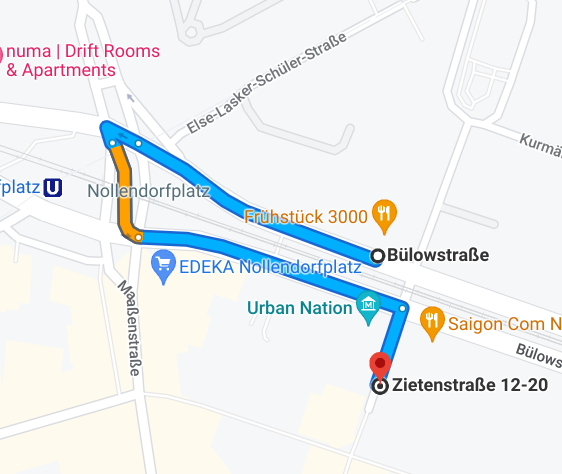 numa | Drift Rooms
& Apartments
Else-Lasker-Schüler-Straße
Kurmä
fplatz U
Nollendorfplatz
Frühstück 3000
Bülowstraße
EDEKA Nollendorfplatz
Maaßenstraße
Urban Nation
M
Saigon Com N
Bülows
Zietenstraße 12-20